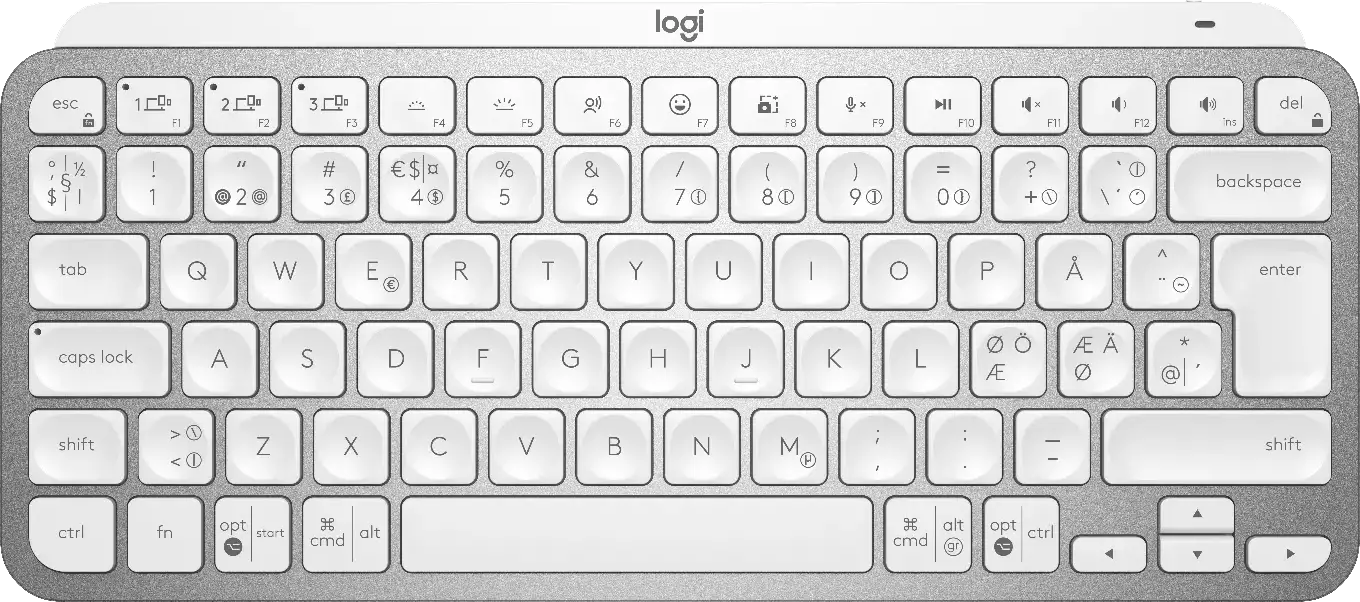 logi
esc fn 1 F1 2 F2 3 F3 F4 F5 F6 F7 F8 × F9 F10 × F11 F12 ins del
° ½ ! “ # €$ ¤ % & / ( ) = ? ` | backspace
' § $ | 1 @ 2 @ 3 £ 4 $ 5 6 7 { 8 [ 9 ] 0 } + \ \ ´ ´
tab Q W E € R T Y U I O P Å ^ ¨ ~ enter
caps lock A S D F G H J K L Ø Ö Æ Æ Ä Ø * @ '
shift > \ < | Z X C V B N M µ ; , : . _ - shift
ctrl fn opt ⌥ start ⌘ cmd alt ⌘ cmd alt gr opt ⌥ ctrl ◀ ▲ ▼ ▶